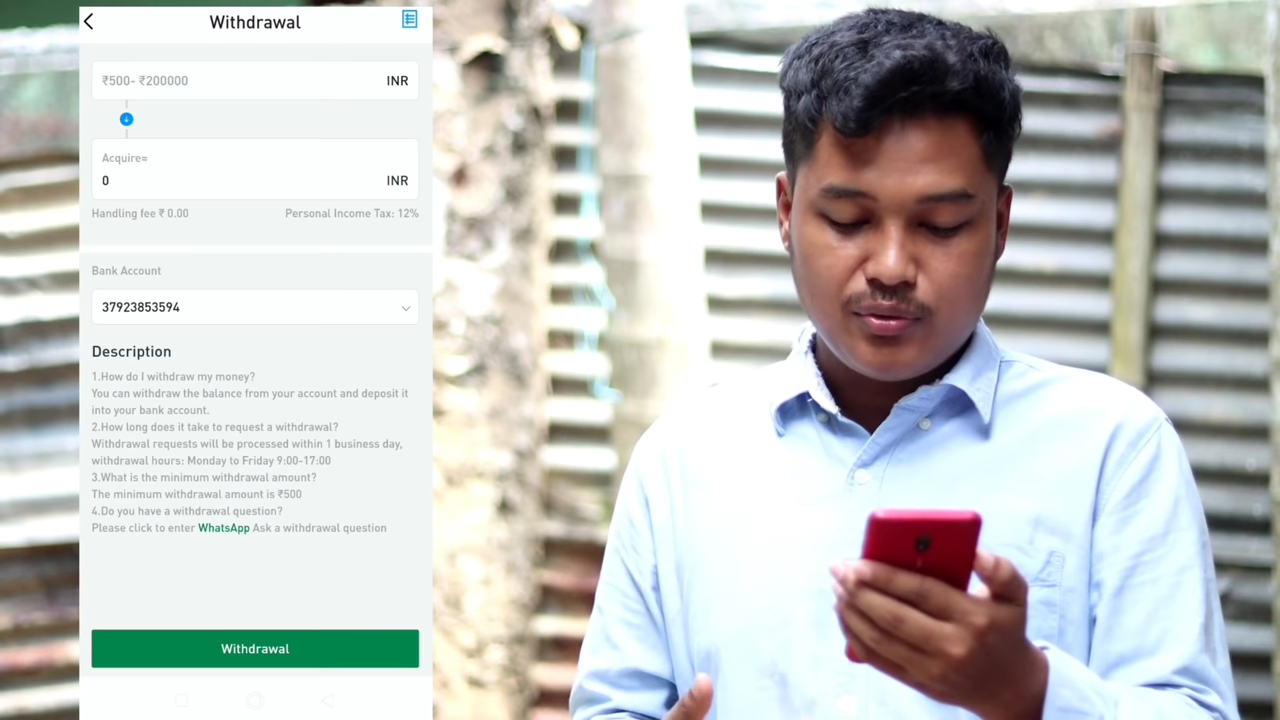 Withdrawal
₹500- ₹200000 INR
Acquire≈
0 INR
Handling fee ₹ 0.00 Personal Income Tax: 12%
Bank Account
37923853594
Description
1.How do I withdraw my money?
You can withdraw the balance from your account and deposit it
into your bank account.
2.How long does it take to request a withdrawal?
Withdrawal requests will be processed within 1 business day,
withdrawal hours: Monday to Friday 9:00-17:00
3.What is the minimum withdrawal amount?
The minimum withdrawal amount is ₹500
4.Do you have a withdrawal question?
Please click to enter WhatsApp Ask a withdrawal question
Withdrawal